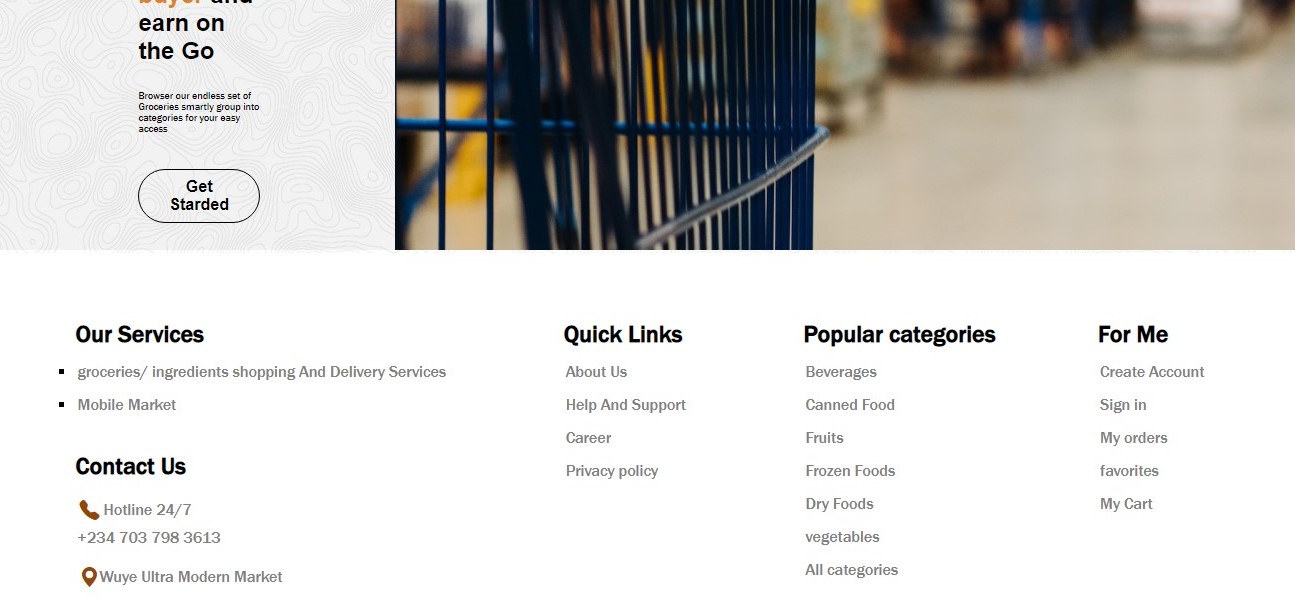 buyer and
earn on
the Go
Browser our endless set of
Groceries smartly group into
categories for your easy
access
Get
Starded
Our Services
groceries/ ingredients shopping And Delivery Services
Mobile Market
Contact Us
Hotline 24/7
+234 703 798 3613
Wuye Ultra Modern Market
Quick Links
About Us
Help And Support
Career
Privacy policy
Popular categories
Beverages
Canned Food
Fruits
Frozen Foods
Dry Foods
vegetables
All categories
For Me
Create Account
Sign in
My orders
favorites
My Cart